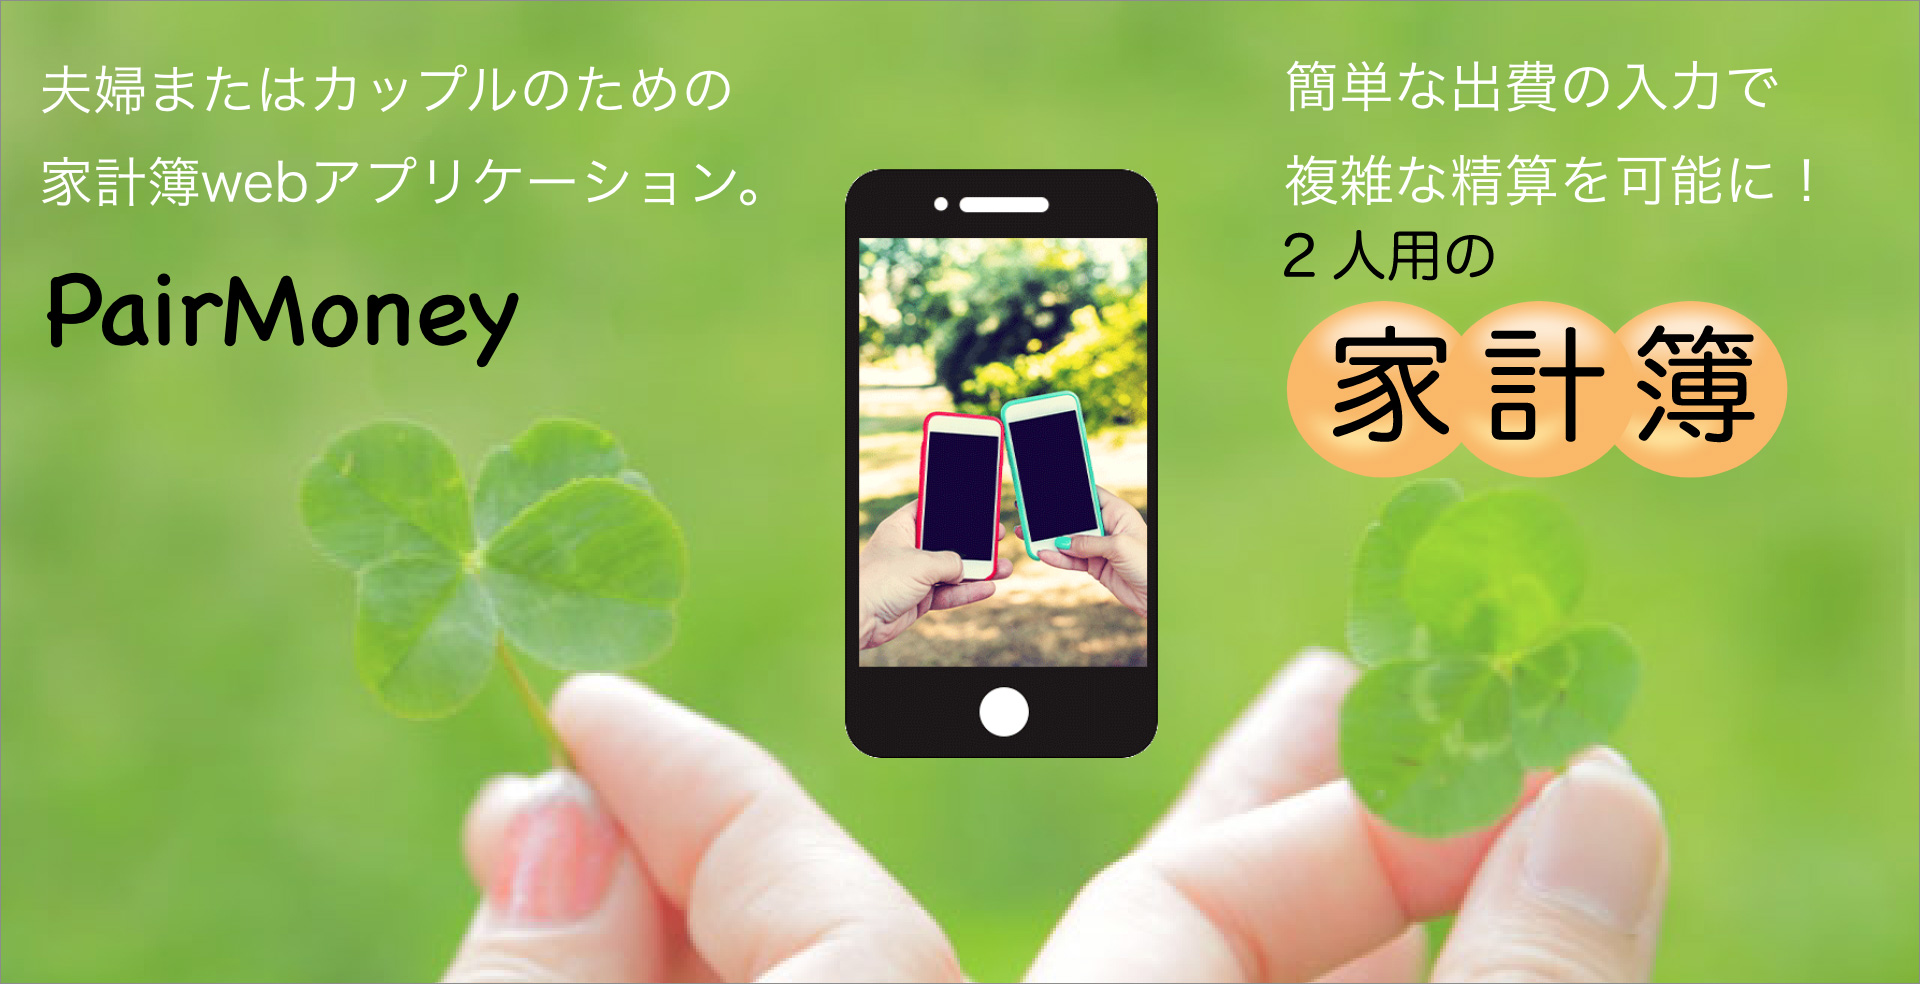 夫婦またはカップルのための
家計簿webアプリケーション。
PairMoney
簡単な出費の入力で
複雑な精算を可能に！
２人用の
家計簿